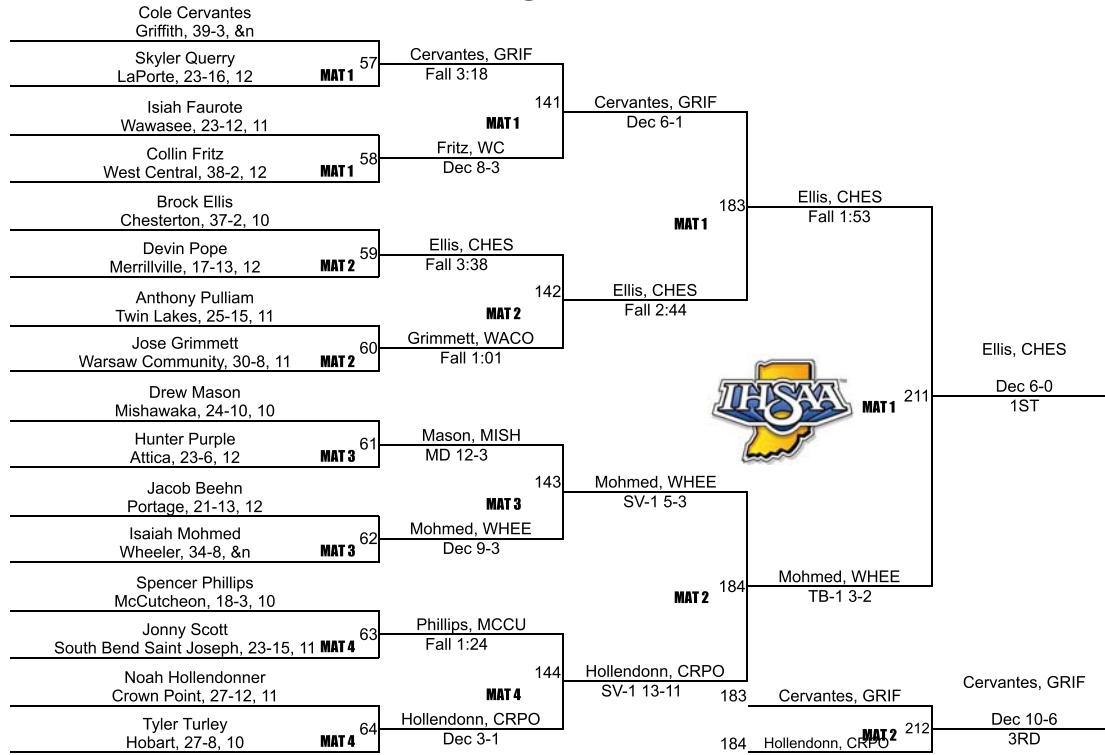 Cole Cervantes
Griffith, 39-3, &n
Skyler Querry
LaPorte, 23-16, 12
MAT 1
57
Isiah Faurote
Wawasee, 23-12, 11
Collin Fritz
West Central, 38-2, 12
MAT 1
58
Brock Ellis
Chesterton, 37-2, 10
Devin Pope
Merrillville, 17-13, 12
MAT 2
59
Anthony Pulliam
Twin Lakes, 25-15, 11
Jose Grimmett
Warsaw Community, 30-8, 11
MAT 2
60
Drew Mason
Mishawaka, 24-10, 10
Hunter Purple
Attica, 23-6, 12
MAT 3
61
Jacob Beehn
Portage, 21-13, 12
Isaiah Mohmed
Wheeler, 34-8, &n
MAT 3
62
Spencer Phillips
McCutcheon, 18-3, 10
Jonny Scott
South Bend Saint Joseph, 23-15, 11
MAT 4
63
Noah Hollendonner
Crown Point, 27-12, 11
Tyler Turley
Hobart, 27-8, 10
MAT 4
64
Cervantes, GRIF
Fall 3:18
141
MAT 1
Fritz, WC
Dec 8-3
Ellis, CHES
Fall 3:38
142
MAT 2
Grimmett, WACO
Fall 1:01
Mason, MISH
MD 12-3
143
MAT 3
Mohmed, WHEE
Dec 9-3
Phillips, MCCU
Fall 1:24
144
MAT 4
Hollendonn, CRPO
Dec 3-1
Cervantes, GRIF
Dec 6-1
183
MAT 1
Ellis, CHES
Fall 2:44
Mohmed, WHEE
SV-1 5-3
184
MAT 2
Hollendonn, CRPO
SV-1 13-11
Ellis, CHES
Fall 1:53
IHSAA
™
MAT 1
211
Mohmed, WHEE
TB-1 3-2
Ellis, CHES
Dec 6-0
1ST
183
Cervantes, GRIF
MAT 2
212
184
Hollendonn, CRPO
Cervantes, GRIF
Dec 10-6
3RD